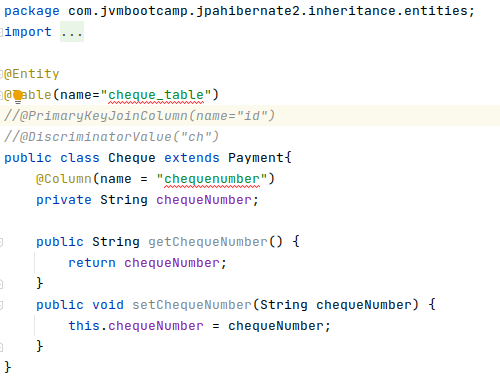 package com.jvmbootcamp.jpahibernate2.inheritance.entities;
import ...
@Entity
@Table(name="cheque_table")
//@PrimaryKeyJoinColumn(name="id")
//@DiscriminatorValue("ch")
public class Cheque extends Payment{
@Column(name = "chequenumber")
private String chequeNumber;
public String getChequeNumber() {
return chequeNumber;
}
public void setChequeNumber(String chequeNumber) {
this.chequeNumber = chequeNumber;
}
}